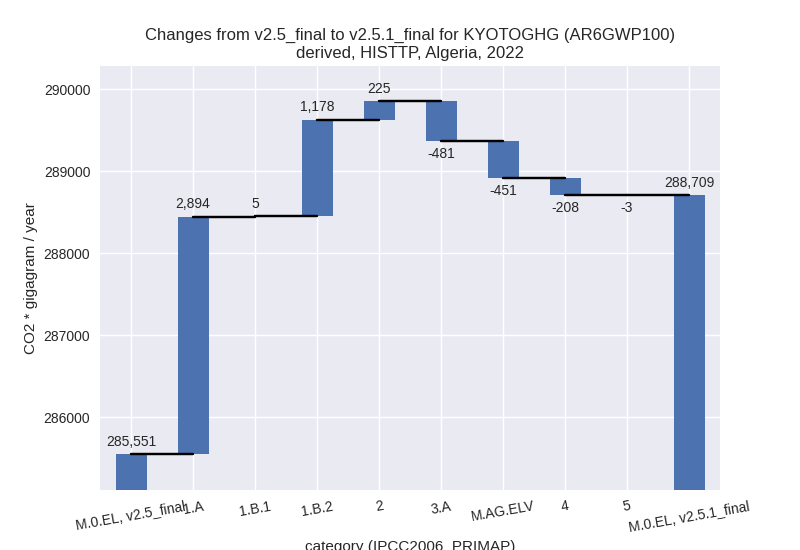 Changes from v2.5_final to v2.5.1_final for KYOTOGHG (AR6GWP100)
derived, HISTTP, Algeria, 2022
290000
289000
288000
287000
286000
CO2 * gigagram / year
285,551
2,894
5
1,178
225
-481
-451
-208
-3
288,709
M.0.EL, v2.5_final
1.A
1.B.1
1.B.2
2
3.A
M.AG.ELV
4
5
M.0.EL, v2.5.1_final
category (IPCC2006_PRIMAP)